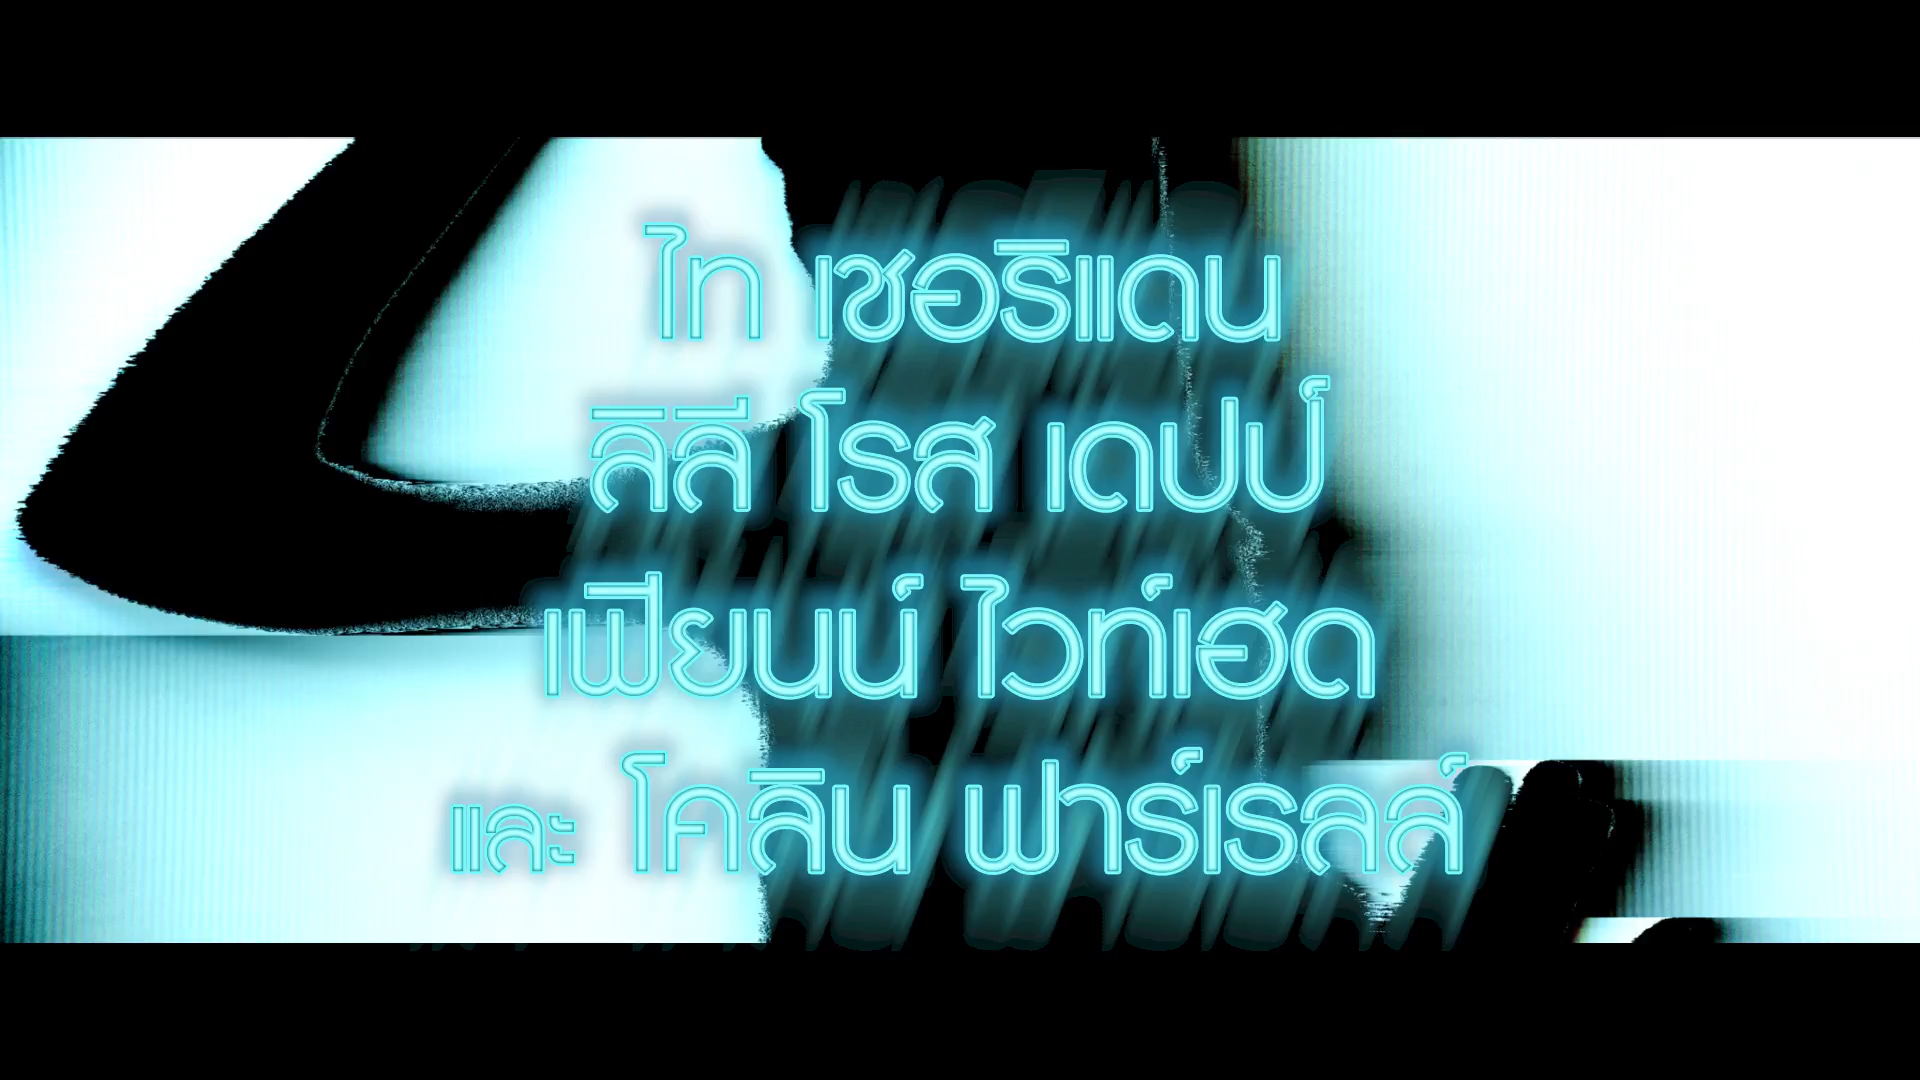 ไท เชอริแดน
ลิลี โรส เดปป์
เฟียนน์ ไวท์เฮด
และ โคลิน ฟาร์เรลล์